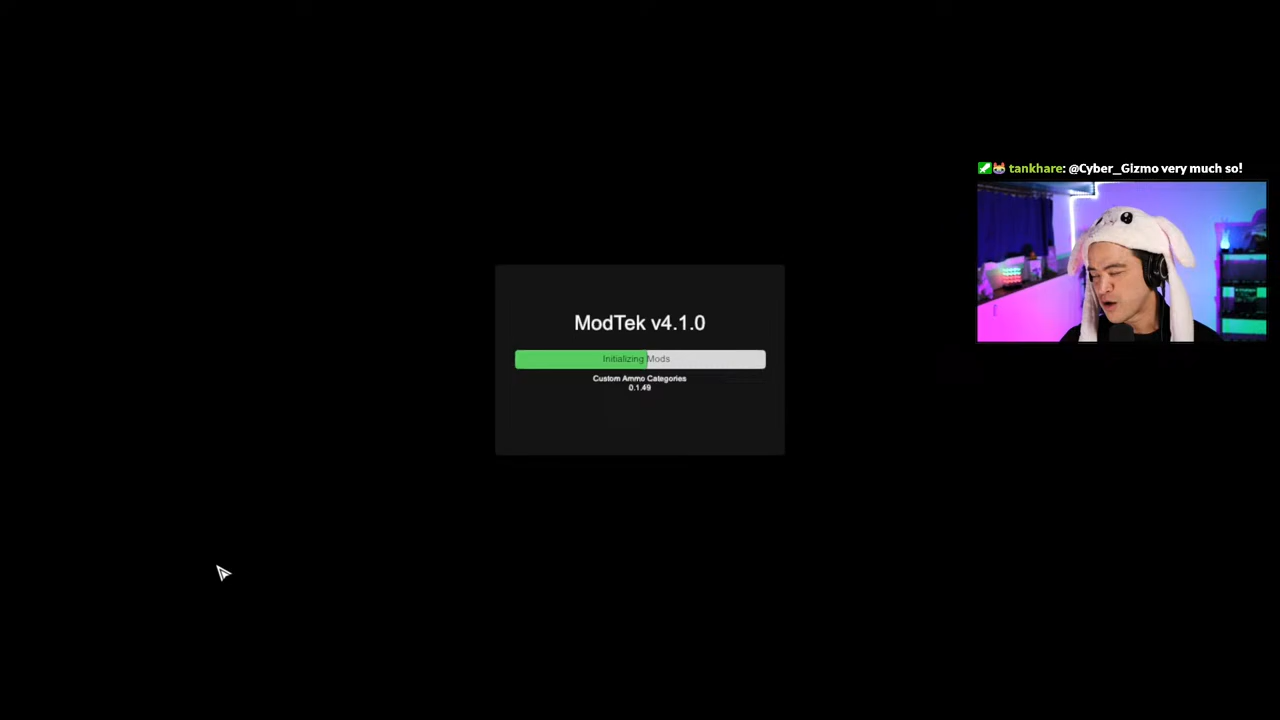 tankhare: @Cyber_Gizmo very much so!
ModTek v4.1.0
Initializing Mods
Custom Ammo Categories
0.1.49